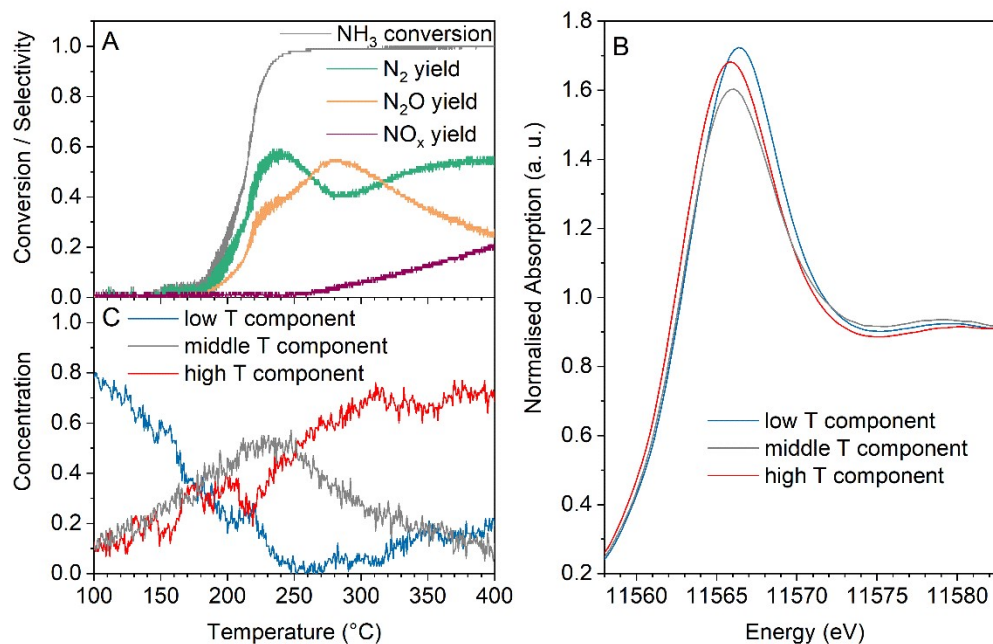 A
NH₃ conversion
N₂ yield
N₂O yield
NOₓ yield
Conversion / Selectivity
1.0
0.8
0.6
0.4
0.2
0.0
C
low T component
middle T component
high T component
Concentration
1.0
0.8
0.6
0.4
0.2
0.0
100 150 200 250 300 350 400
Temperature (°C)
B
Normalised Absorption (a. u.)
1.8
1.6
1.4
1.2
1.0
0.8
0.6
0.4
0.2
low T component
middle T component
high T component
11560 11565 11570 11575 11580
Energy (eV)